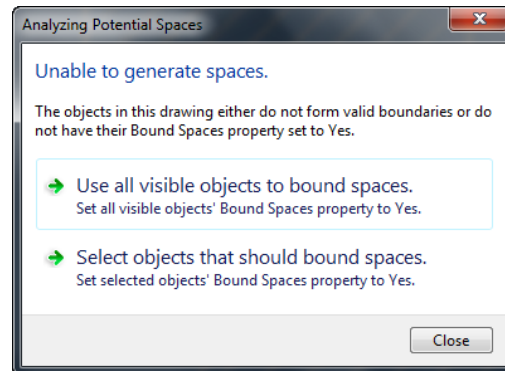 Analyzing Potential Spaces
Unable to generate spaces.
The objects in this drawing either do not form valid boundaries or do
not have their Bound Spaces property set to Yes.
Use all visible objects to bound spaces.
Set all visible objects' Bound Spaces property to Yes.
Select objects that should bound spaces.
Set selected objects' Bound Spaces property to Yes.
Close